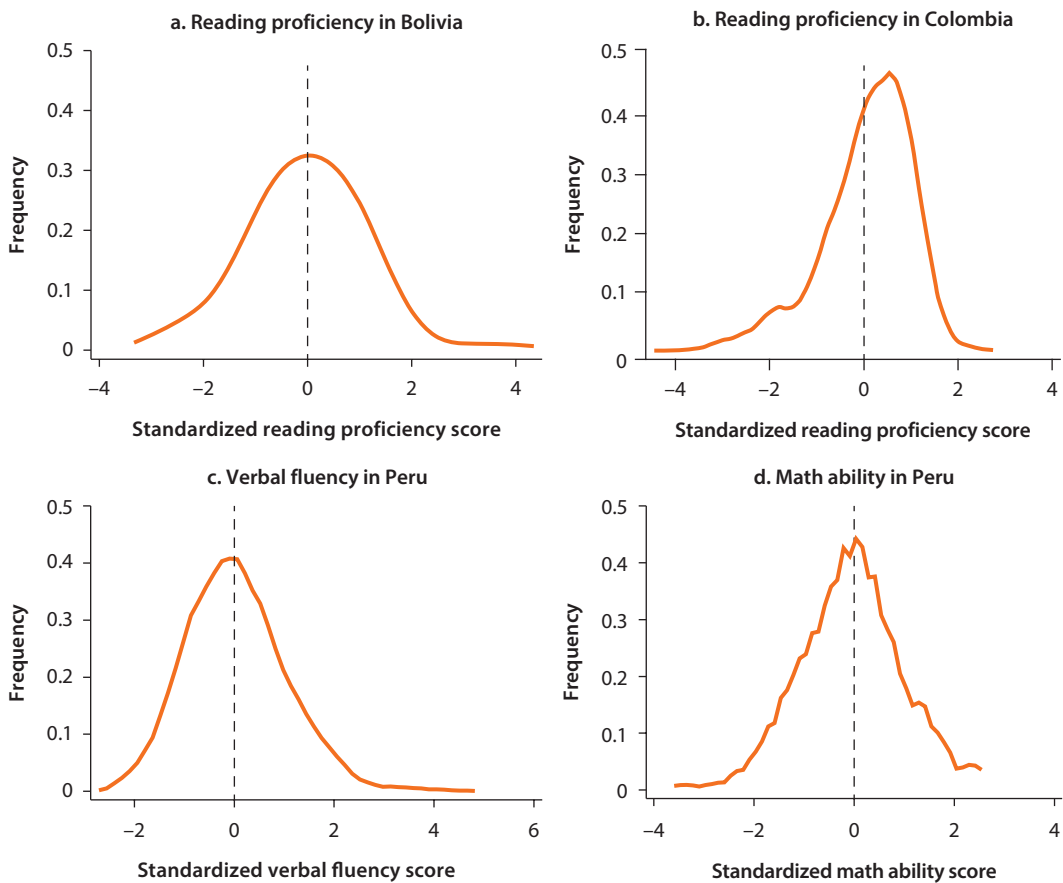 a. Reading proficiency in Bolivia
0.5
0.4
0.3
0.2
0.1
0
Frequency
−4 −2 0 2 4
Standardized reading proficiency score
b. Reading proficiency in Colombia
0.5
0.4
0.3
0.2
0.1
0
Frequency
−4 −2 0 2 4
Standardized reading proficiency score
c. Verbal fluency in Peru
0.5
0.4
0.3
0.2
0.1
0
Frequency
−2 0 2 4 6
Standardized verbal fluency score
d. Math ability in Peru
0.5
0.4
0.3
0.2
0.1
0
Frequency
−4 −2 0 2 4
Standardized math ability score